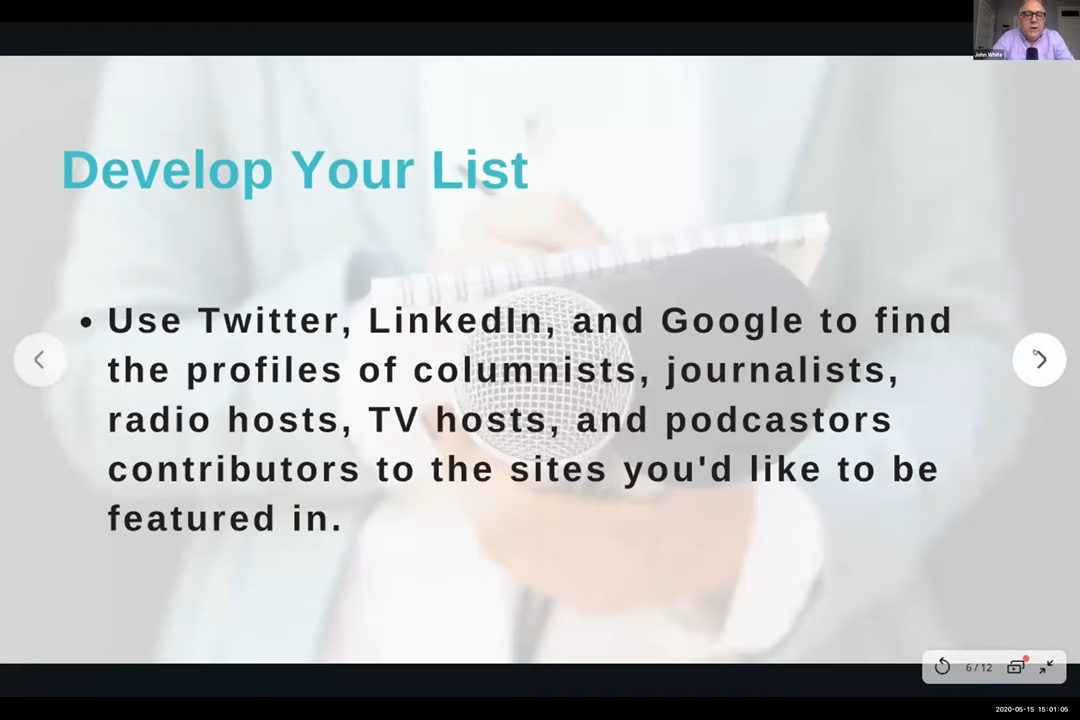 John White
Develop Your List
• Use Twitter, LinkedIn, and Google to find
the profiles of columnists, journalists,
radio hosts, TV hosts, and podcastors
contributors to the sites you'd like to be
featured in.
6 / 12
2020-05-15 15:01:05